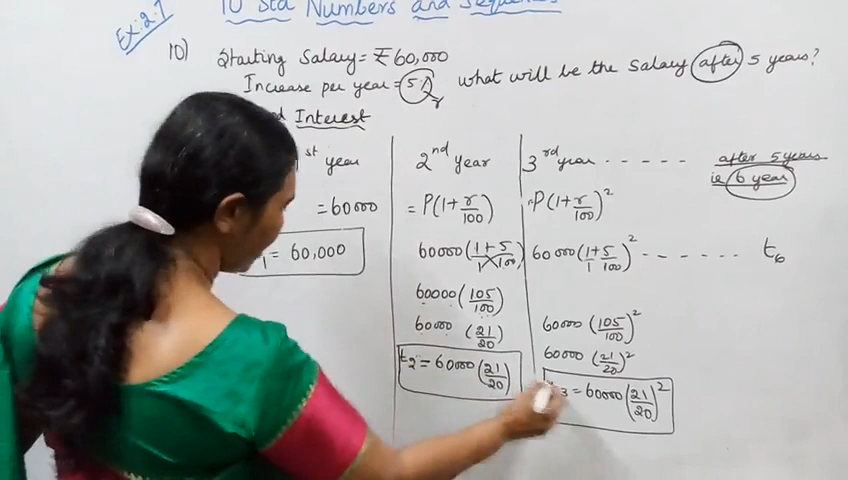 Ex:2.7
10 Std Numbers and Sequences
10) Starting Salary = ₹60,000
Increase per year = 5% what will be the salary after 5 years?
Interest
st year
= 60000
= 60,000
2nd year
= P(1+r/100)
60000(1/1+5/100)
60000(105/100)
60000 (21/20)
t2 = 60000(21/20)
3rd year - - - - -
= P(1+r/100)^2
60000(1/1+5/100)^2 - - - - - - -
60000 (105/100)^2
60000 (21/20)^2
3 = 60000(21/20)^2
after 5 years
ie 6 year
t6